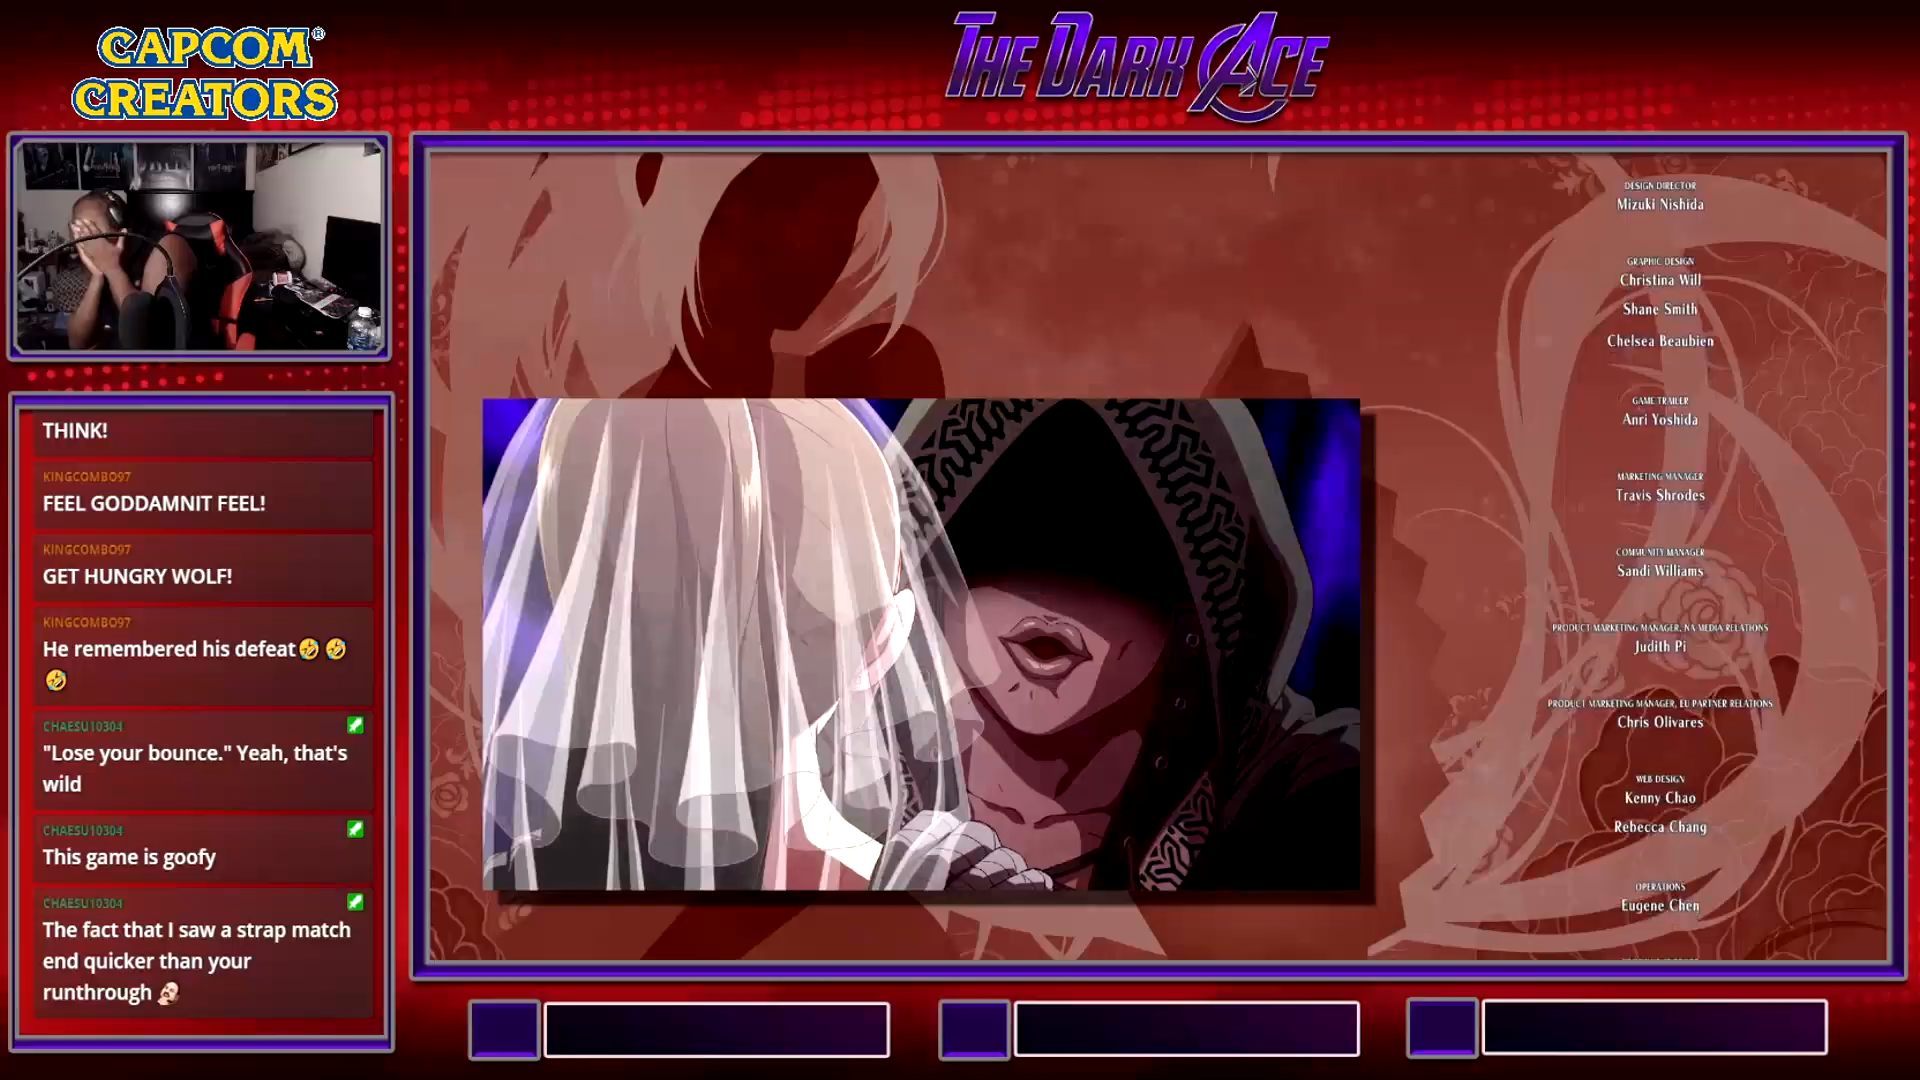 CAPCOM®
CREATORS
THE DARK ACE
THINK!
KINGCOMBO97
FEEL GODDAMNIT FEEL!
KINGCOMBO97
GET HUNGRY WOLF!
KINGCOMBO97
He remembered his defeat🤣 🤣
🤣
CHAESU10304
"Lose your bounce." Yeah, that's
wild
CHAESU10304
This game is goofy
CHAESU10304
The fact that I saw a strap match
end quicker than your
runthrough
DESIGN DIRECTOR
Mizuki Nishida
GRAPHIC DESIGN
Christina Will
Shane Smith
Chelsea Beaubien
GAME TRAILER
Anri Yoshida
MARKETING MANAGER
Travis Shrodes
COMMUNITY MANAGER
Sandi Williams
PRODUCT MARKETING MANAGER, NA MEDIA RELATIONS
Judith Pi
PRODUCT MARKETING MANAGER, EU PARTNER RELATIONS
Chris Olivares
WEB DESIGN
Kenny Chao
Rebecca Chang
OPERATIONS
Eugene Chen